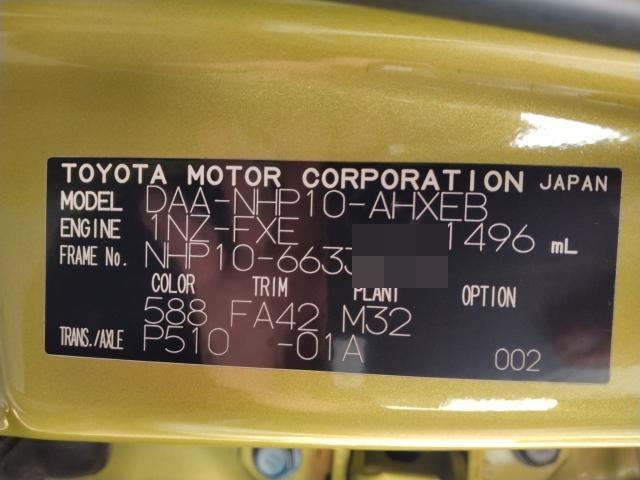 TOYOTA MOTOR CORPORATION JAPAN
MODEL DAA-NHP10-AHXEB
ENGINE 1NZ-FXE 1496 mL
FRAME No. NHP10-6633
COLOR TRIM PLANT OPTION
588 FA42 M32
TRANS./AXLE P510 -01A 002